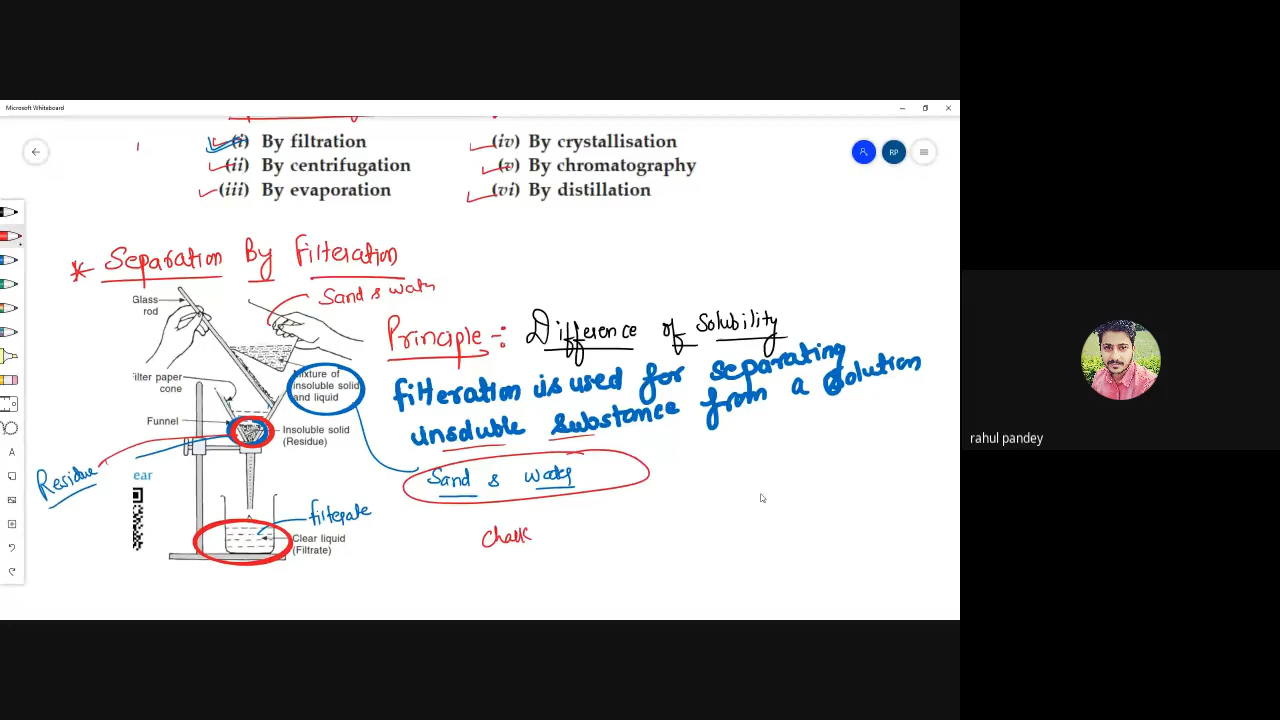 Microsoft Whiteboard
(i) By filtration
(iv) By crystallisation
(ii) By centrifugation
(v) By chromatography
(iii) By evaporation
(vi) By distillation
RP
* Separation By Filteration
Sand & wate
Glass
rod
Principle -: Difference of Solubility
Mixture of
insoluble solid
and liquid
filter paper
cone
filteration is used for separating
insoluble substance from a solution
Funnel
Insoluble solid
(Residue)
Residue
ear
Sand & water
filterate
Clear liquid
(Filtrate)
Chalk
rahul pandey
A